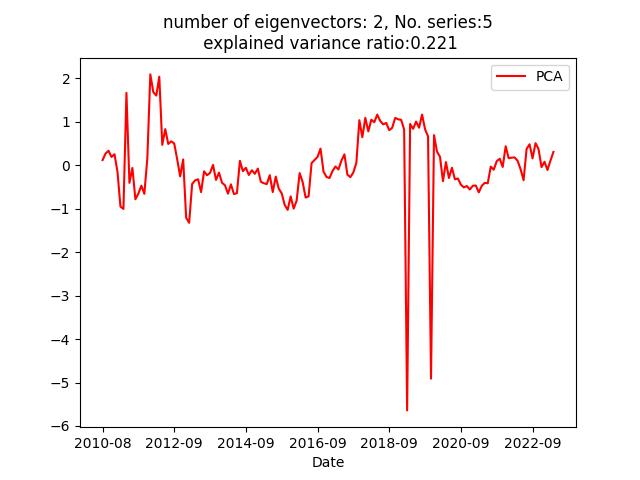 number of eigenvectors: 2, No. series:5
explained variance ratio:0.221
PCA
2
1
0
−1
−2
−3
−4
−5
−6
2010-08 2012-09 2014-09 2016-09 2018-09 2020-09 2022-09
Date